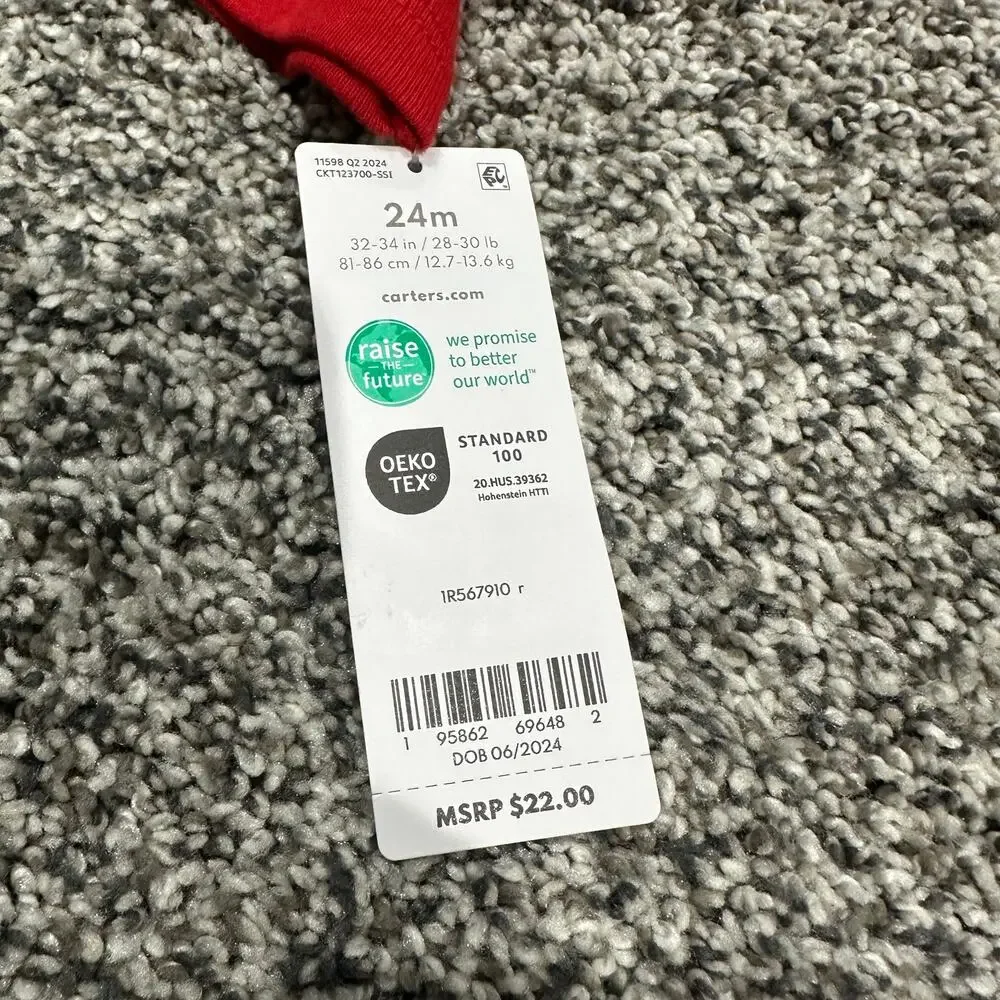 11598 Q2 2024
CKT123700-SSI
EPC
24m
32-34 in / 28-30 lb
81-86 cm / 12.7-13.6 kg
carters.com
raise
THE
future
we promise
to better
our world™
OEKO
TEX®
STANDARD
100
20.HUS.39362
Hohenstein HTTI
1R567910 r
1 95862 69648 2
DOB 06/2024
MSRP $22.00